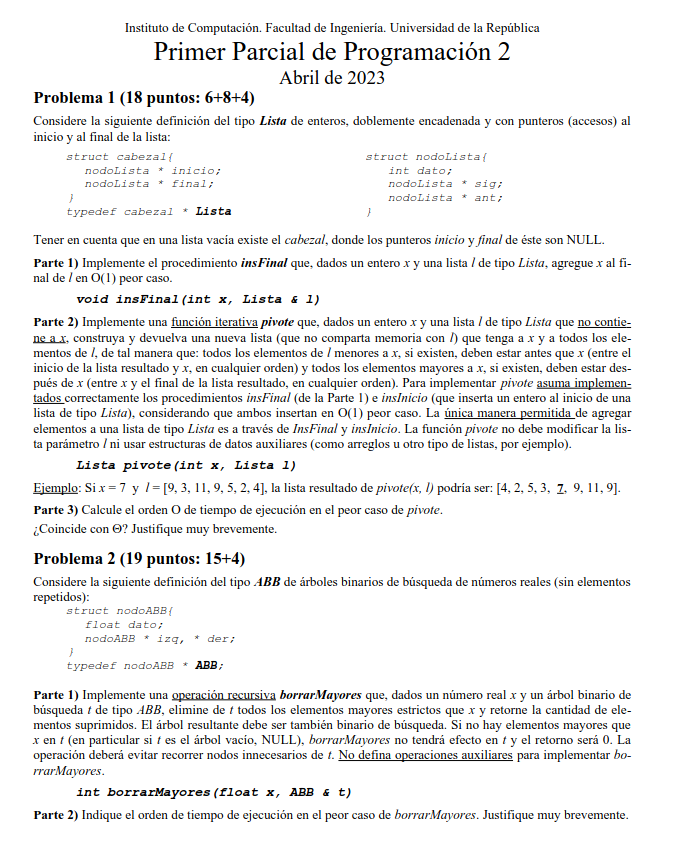 Instituto de Computación. Facultad de Ingeniería. Universidad de la República
Primer Parcial de Programación 2
Abril de 2023
Problema 1 (18 puntos: 6+8+4)
Considere la siguiente definición del tipo Lista de enteros, doblemente encadenada y con punteros (accesos) al
inicio y al final de la lista:
struct cabezal{
nodoLista * inicio;
nodoLista * final;
}
typedef cabezal * Lista
struct nodoLista{
int dato;
nodoLista * sig;
nodoLista * ant;
}
Tener en cuenta que en una lista vacía existe el cabezal, donde los punteros inicio y final de éste son NULL.
Parte 1) Implemente el procedimiento insFinal que, dados un entero x y una lista l de tipo Lista, agregue x al fi-
nal de l en O(1) peor caso.
void insFinal(int x, Lista & l)
Parte 2) Implemente una función iterativa pivote que, dados un entero x y una lista l de tipo Lista que no contie-
ne a x, construya y devuelva una nueva lista (que no comparta memoria con l) que tenga a x y a todos los ele-
mentos de l, de tal manera que: todos los elementos de l menores a x, si existen, deben estar antes que x (entre el
inicio de la lista resultado y x, en cualquier orden) y todos los elementos mayores a x, si existen, deben estar des-
pués de x (entre x y el final de la lista resultado, en cualquier orden). Para implementar pivote asuma implemen-
tados correctamente los procedimientos insFinal (de la Parte 1) e insInicio (que inserta un entero al inicio de una
lista de tipo Lista), considerando que ambos insertan en O(1) peor caso. La única manera permitida de agregar
elementos a una lista de tipo Lista es a través de InsFinal y insInicio. La función pivote no debe modificar la lis-
ta parámetro l ni usar estructuras de datos auxiliares (como arreglos u otro tipo de listas, por ejemplo).
Lista pivote(int x, Lista l)
Ejemplo: Si x = 7 y l = [9, 3, 11, 9, 5, 2, 4], la lista resultado de pivote(x, l) podría ser: [4, 2, 5, 3, 7, 9, 11, 9].
Parte 3) Calcule el orden O de tiempo de ejecución en el peor caso de pivote.
¿Coincide con Θ? Justifique muy brevemente.
Problema 2 (19 puntos: 15+4)
Considere la siguiente definición del tipo ABB de árboles binarios de búsqueda de números reales (sin elementos
repetidos):
struct nodoABB{
float dato;
nodoABB * izq, * der;
}
typedef nodoABB * ABB;
Parte 1) Implemente una operación recursiva borrarMayores que, dados un número real x y un árbol binario de
búsqueda t de tipo ABB, elimine de t todos los elementos mayores estrictos que x y retorne la cantidad de ele-
mentos suprimidos. El árbol resultante debe ser también binario de búsqueda. Si no hay elementos mayores que
x en t (en particular si t es el árbol vacío, NULL), borrarMayores no tendrá efecto en t y el retorno será 0. La
operación deberá evitar recorrer nodos innecesarios de t. No defina operaciones auxiliares para implementar bo-
rrarMayores.
int borrarMayores(float x, ABB & t)
Parte 2) Indique el orden de tiempo de ejecución en el peor caso de borrarMayores. Justifique muy brevemente.